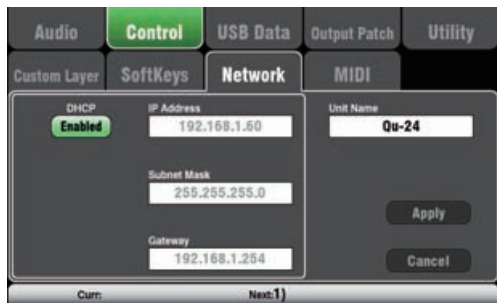 Audio Control USB Data Output Patch Utility
Custom Layer SoftKeys Network MIDI
DHCP IP Address Unit Name
Enabled 192.168.1.60 Qu-24
Subnet Mask
255.255.255.0
Apply
Gateway
192.168.1.254 Cancel
Curr: Next:1)